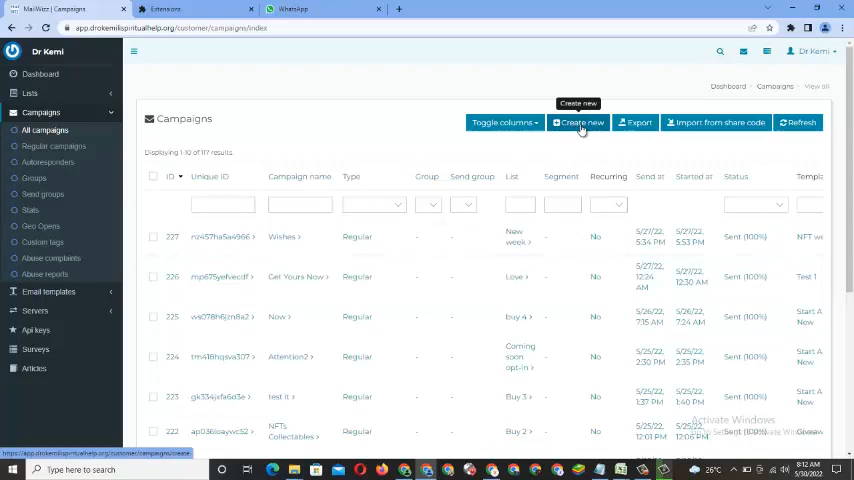 MailWizz | Campaigns
Extensions
WhatsApp
app.drokemilispiritualhelp.org/customer/campaigns/index
Dr Kemi
Dr Kemi
Dashboard
Lists
Campaigns
All campaigns
Regular campaigns
Autoresponders
Groups
Send groups
Stats
Geo Opens
Custom tags
Abuse complaints
Abuse reports
Email templates
Servers
Api keys
Surveys
Articles
Dashboard Campaigns View all
Create new
Campaigns
Toggle columns Create new Export Import from share code Refresh
Displaying 1-10 of 117 results.
ID Unique ID Campaign name Type Group Send group List Segment Recurring Send at Started at Status Templa
227 nz457ha5a4966 Wishes Regular - - New week - No 5/27/22, 5:34 PM 5/27/22, 5:53 PM Sent (100%) NFT we
226 mp675yefvecdf Get Yours Now Regular - - Love - No 5/27/22, 12:24 AM 5/27/22, 12:30 AM Sent (100%) Test 1
225 ws078h6jzn8a2 Now Regular - - buy 4 - No 5/26/22, 7:15 AM 5/26/22, 7:24 AM Sent (100%) Start A New
224 tm418hqsva307 Attention2 Regular - - Coming soon opt-in - No 5/25/22, 2:30 PM 5/25/22, 2:35 PM Sent (100%) Start A New
223 gk334jxfa6d3e test it Regular - - Buy 3 - No 5/25/22, 1:37 PM 5/25/22, 1:40 PM Sent (100%) Start A New
222 ap036ioaywc52 NFTs Collectables Regular - - Buy 2 - No 5/25/22, 12:01 PM 5/25/22, 12:06 PM Sent (100%) Giveaw
Activate Windows
Go to Settings to activate Windows.
https://app.drokemilispiritualhelp.org/customer/campaigns/create
Type here to search
26°C
8:12 AM
5/30/2022